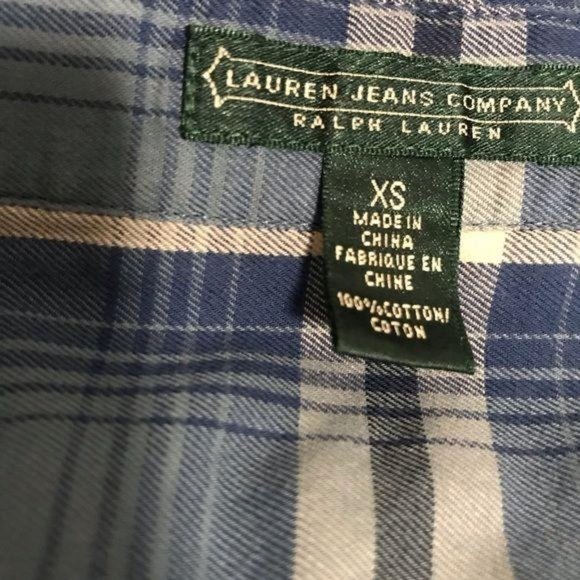 LAUREN JEANS COMPANY
RALPH LAUREN
XS
MADE IN
CHINA
FABRIQUE EN
CHINE
100%COTTON/
COTON